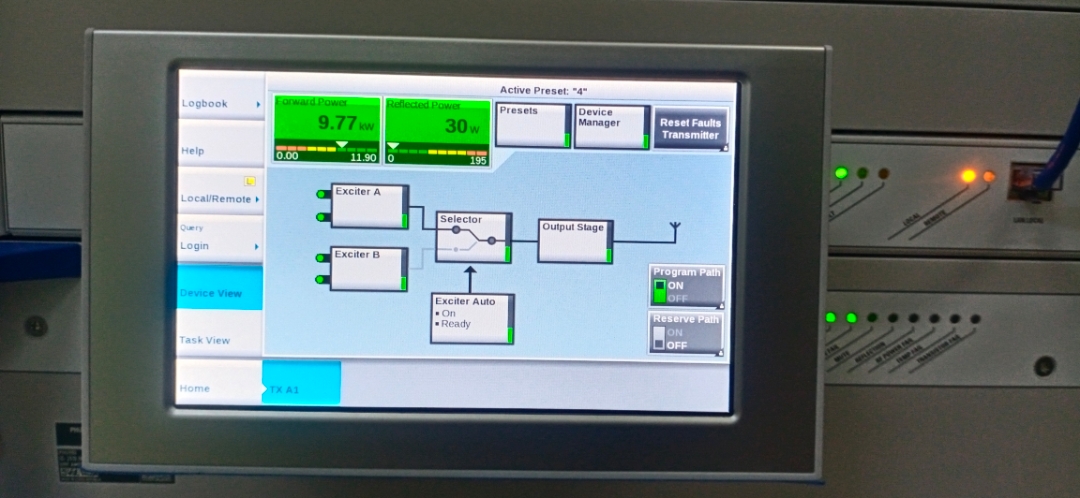 Active Preset: "4"
Logbook
Help
Local/Remote
Query
Login
Device View
Task View
Home
TX A1
Forward Power
9.77 kW
0.00 11.90
Reflected Power
30 W
0 195
Presets
Device
Manager
Reset Faults
Transmitter
Exciter A
Exciter B
Selector
Output Stage
Exciter Auto
▪ On
▪ Ready
Program Path
ON
OFF
Reserve Path
ON
OFF
LOCAL
REMOTE
REFLECTION